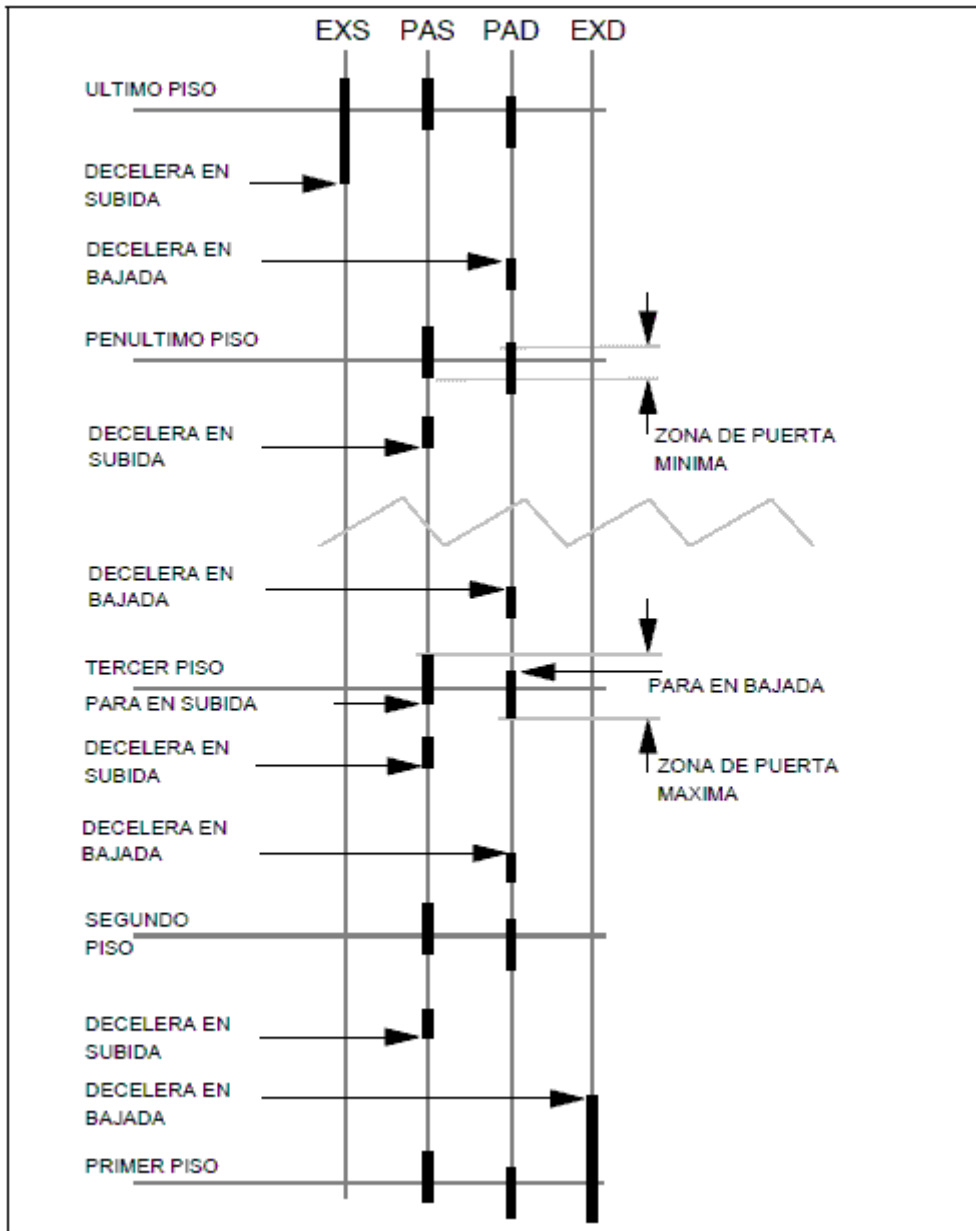 EXS PAS PAD EXD
ULTIMO PISO
DECELERA EN
SUBIDA
DECELERA EN
BAJADA
PENULTIMO PISO
DECELERA EN
SUBIDA
ZONA DE PUERTA
MINIMA
DECELERA EN
BAJADA
TERCER PISO
PARA EN BAJADA
PARA EN SUBIDA
DECELERA EN
SUBIDA
ZONA DE PUERTA
MAXIMA
DECELERA EN
BAJADA
SEGUNDO
PISO
DECELERA EN
SUBIDA
DECELERA EN
BAJADA
PRIMER PISO